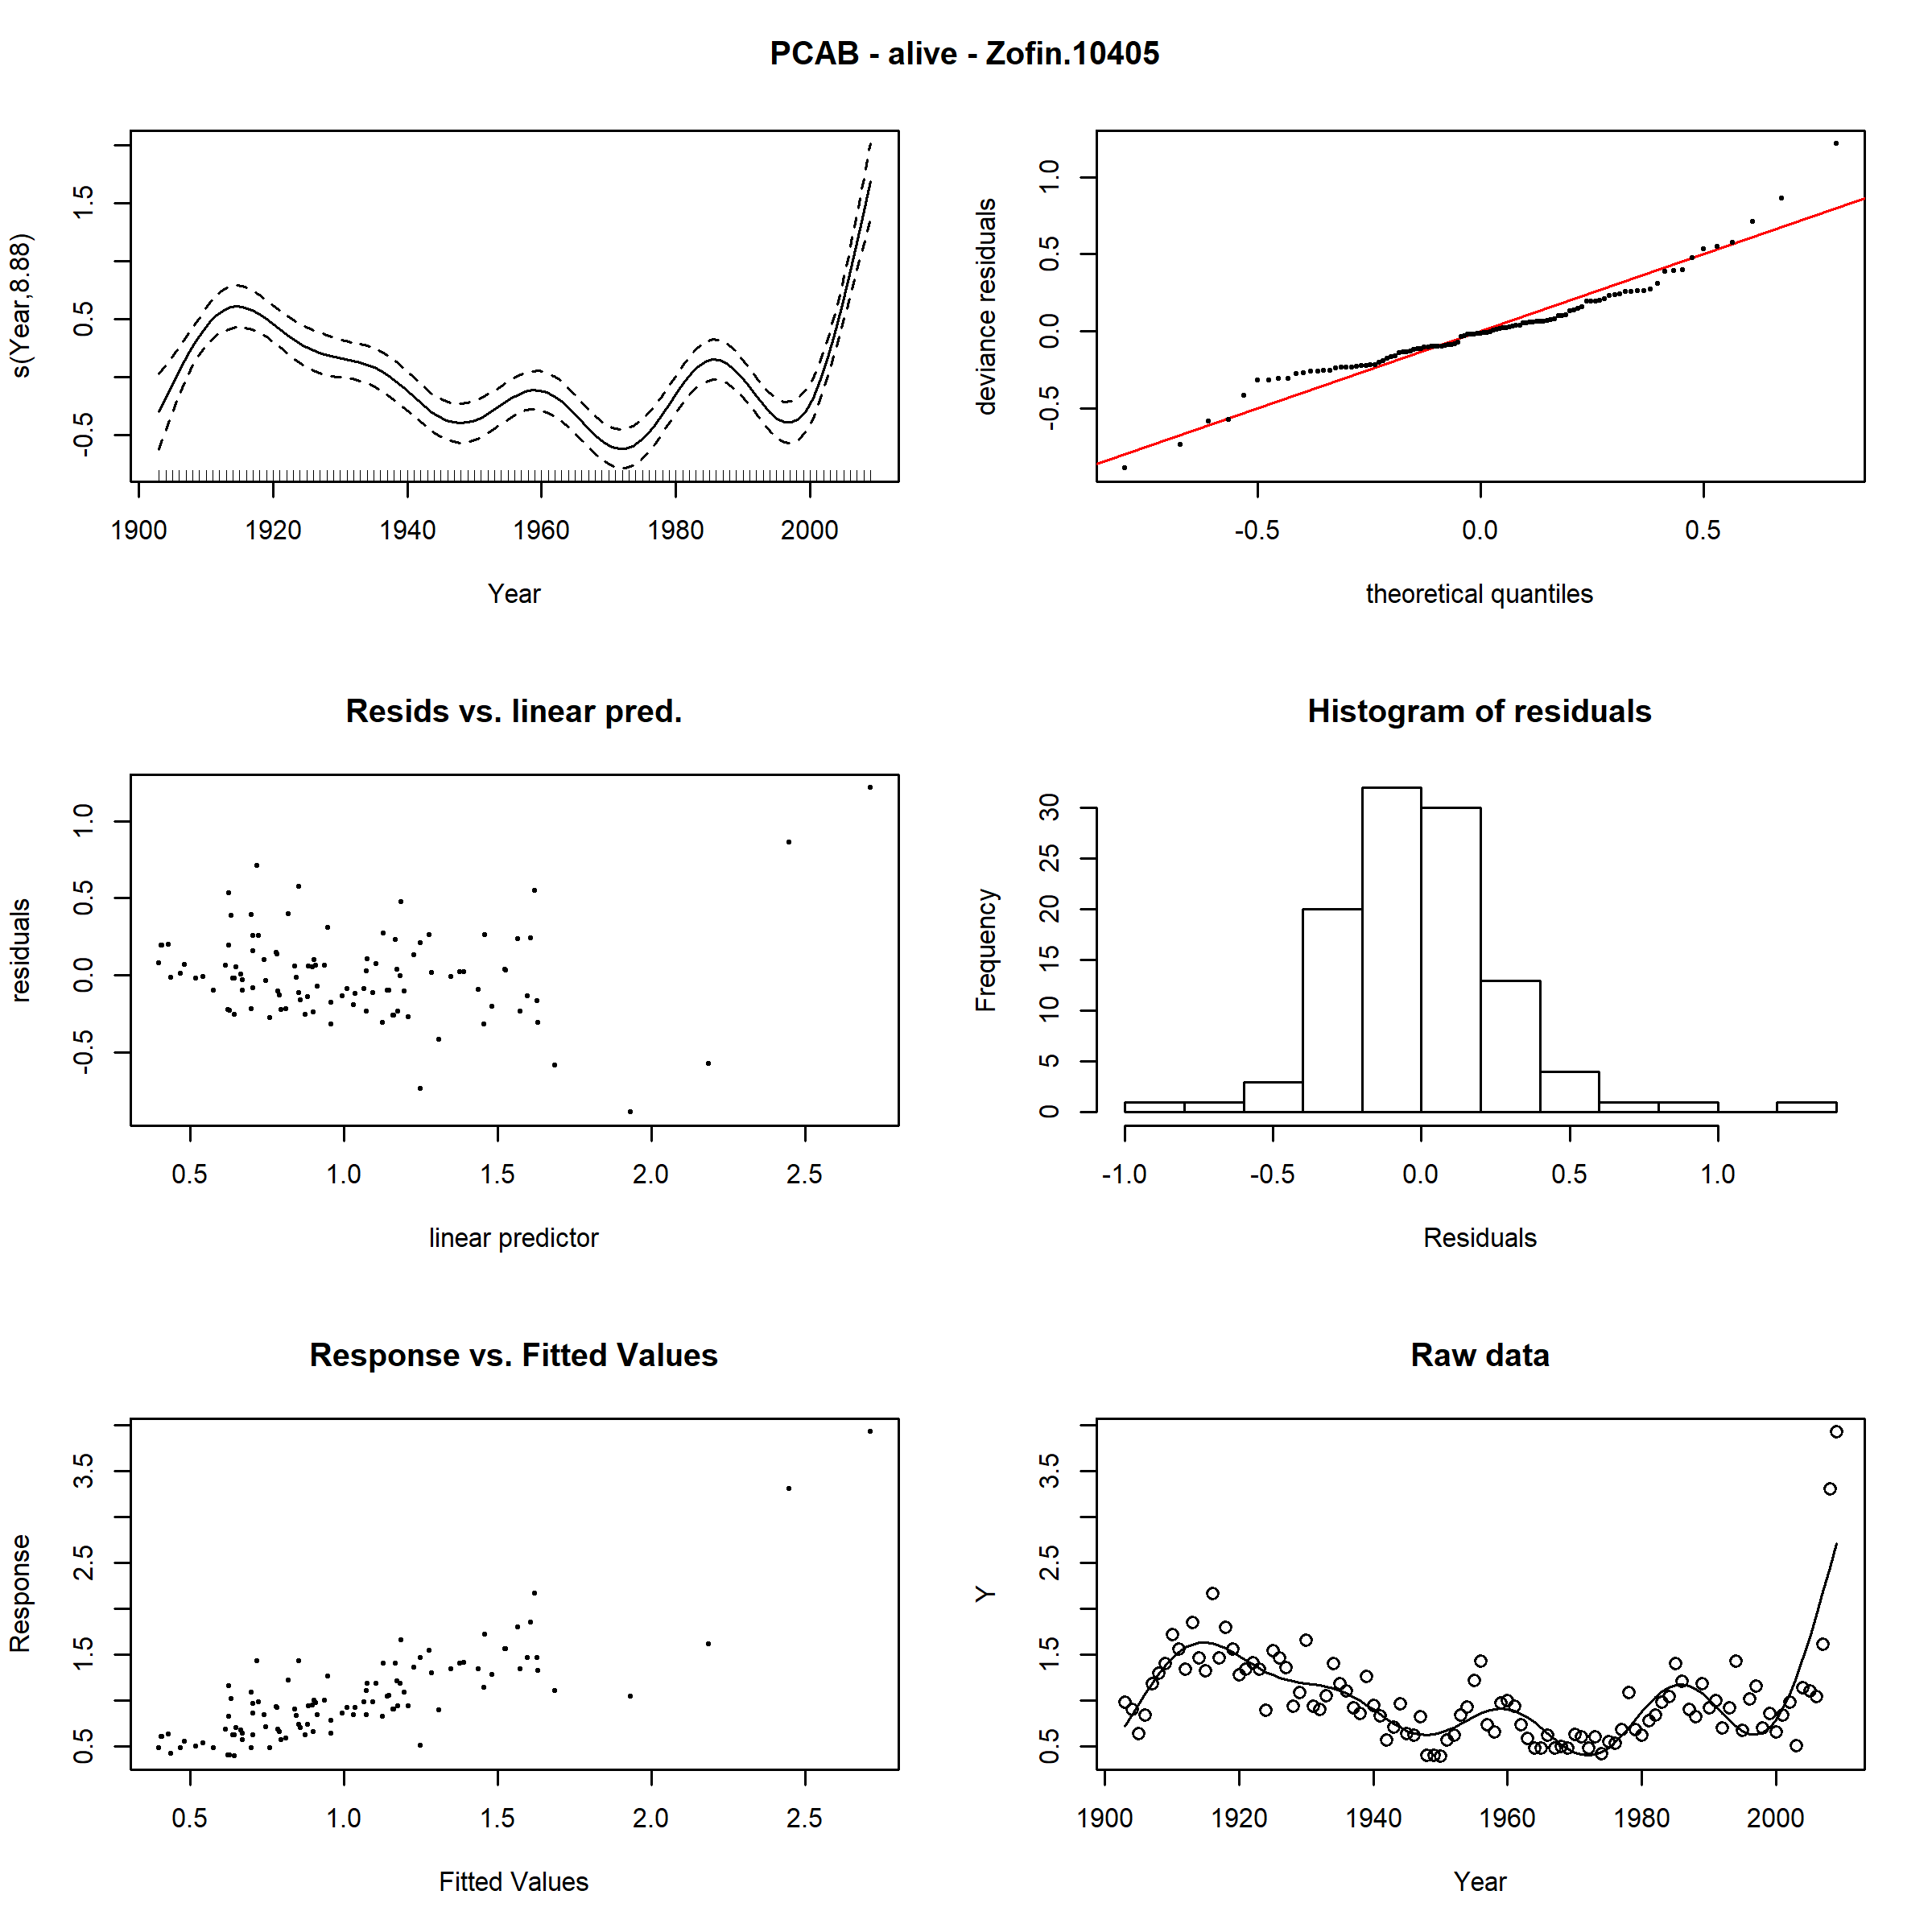 PCAB - alive - Zofin.10405
s(Year,8.88)
-0.5 0.5 1.5
1900 1920 1940 1960 1980 2000
Year
deviance residuals
-0.5 0.0 0.5 1.0
-0.5 0.0 0.5
theoretical quantiles
Resids vs. linear pred.
residuals
-0.5 0.0 0.5 1.0
0.5 1.0 1.5 2.0 2.5
linear predictor
Histogram of residuals
Frequency
0 5 10 15 20 25 30
-1.0 -0.5 0.0 0.5 1.0
Residuals
Response vs. Fitted Values
Response
0.5 1.5 2.5 3.5
0.5 1.0 1.5 2.0 2.5
Fitted Values
Raw data
Y
0.5 1.5 2.5 3.5
1900 1920 1940 1960 1980 2000
Year